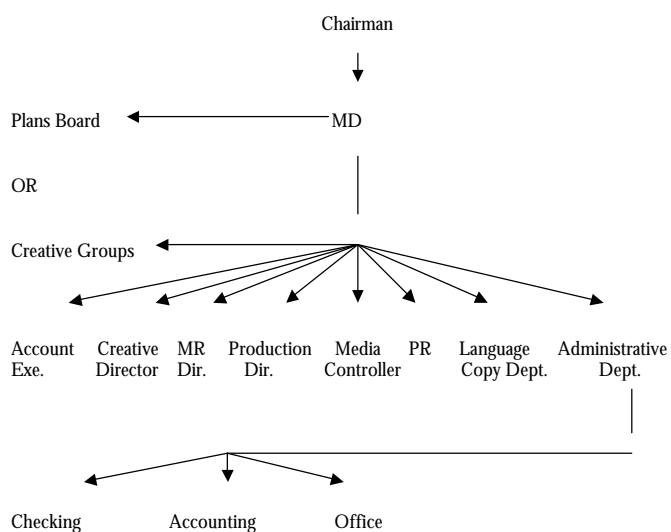 Chairman
Plans Board MD
OR
Creative Groups
Account Creative MR Production Media PR Language Administrative
Exe. Director Dir. Dir. Controller Copy Dept. Dept.
Checking Accounting Office